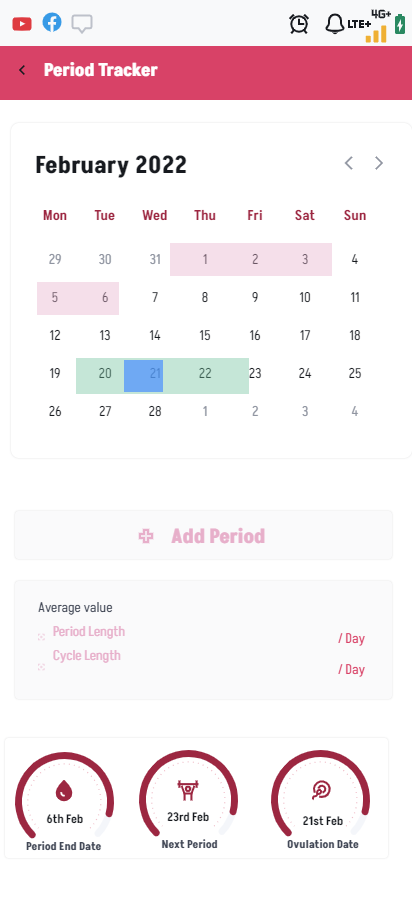 4G+
LTE+
Period Tracker
February 2022
Mon Tue Wed Thu Fri Sat Sun
29 30 31 1 2 3 4
5 6 7 8 9 10 11
12 13 14 15 16 17 18
19 20 21 22 23 24 25
26 27 28 1 2 3 4
Add Period
Average value
Period Length / Day
Cycle Length / Day
6th Feb 23rd Feb 21st Feb
Period End Date Next Period Ovulation Date